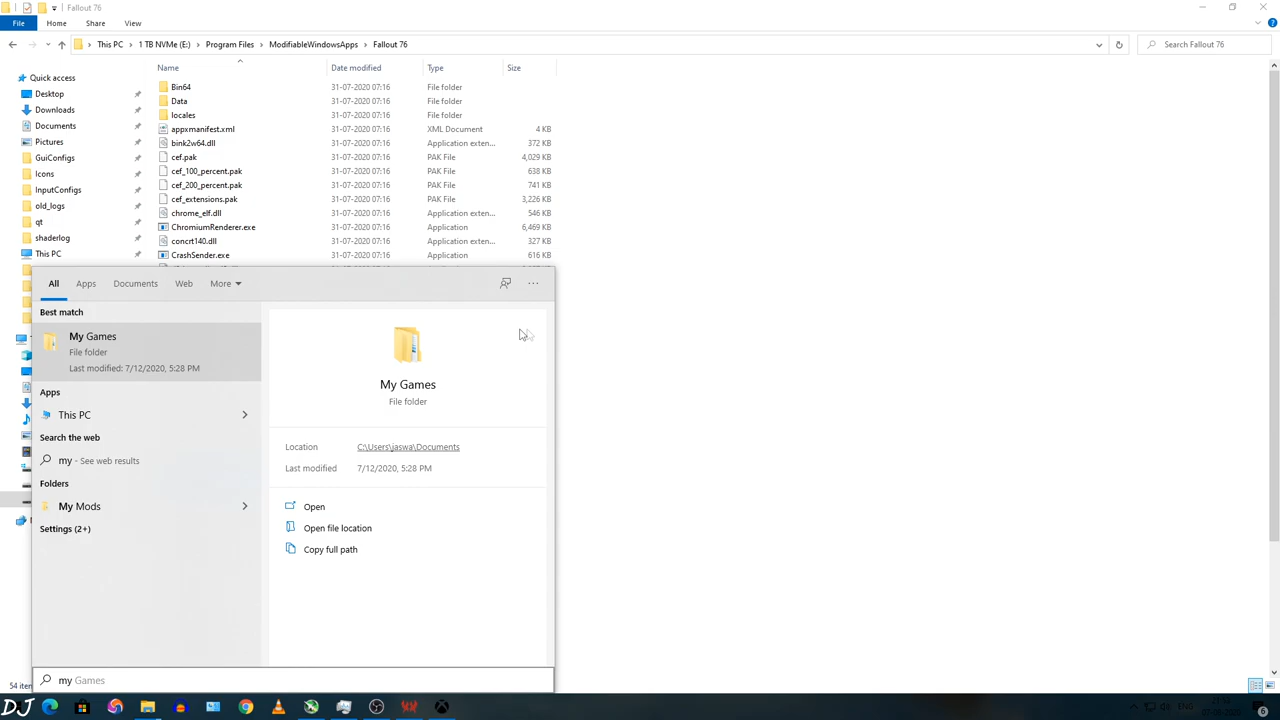 Fallout 76
File Home Share View
This PC > 1 TB NVMe (E:) > Program Files > ModifiableWindowsApps > Fallout 76
Search Fallout 76
Name Date modified Type Size
Quick access
Desktop
Downloads
Documents
Pictures
GuiConfigs
Icons
InputConfigs
old_logs
qt
shaderlog
This PC
Bin64 31-07-2020 07:16 File folder
Data 31-07-2020 07:16 File folder
locales 31-07-2020 07:16 File folder
appxmanifest.xml 31-07-2020 07:16 XML Document 4 KB
bink2w64.dll 31-07-2020 07:16 Application exten... 372 KB
cef.pak 31-07-2020 07:16 PAK File 4,029 KB
cef_100_percent.pak 31-07-2020 07:16 PAK File 638 KB
cef_200_percent.pak 31-07-2020 07:16 PAK File 741 KB
cef_extensions.pak 31-07-2020 07:16 PAK File 3,226 KB
chrome_elf.dll 31-07-2020 07:16 Application exten... 546 KB
ChromiumRenderer.exe 31-07-2020 07:16 Application 6,469 KB
concrt140.dll 31-07-2020 07:16 Application exten... 327 KB
CrashSender.exe 31-07-2020 07:16 Application 616 KB
All Apps Documents Web More
Best match
My Games
File folder
Last modified: 7/12/2020, 5:28 PM
Apps
This PC
Search the web
my - See web results
Folders
My Mods
Settings (2+)
My Games
File folder
Location C:\Users\jaswa\Documents
Last modified 7/12/2020, 5:28 PM
Open
Open file location
Copy full path
my Games
54 iten
DJ
ENG
6